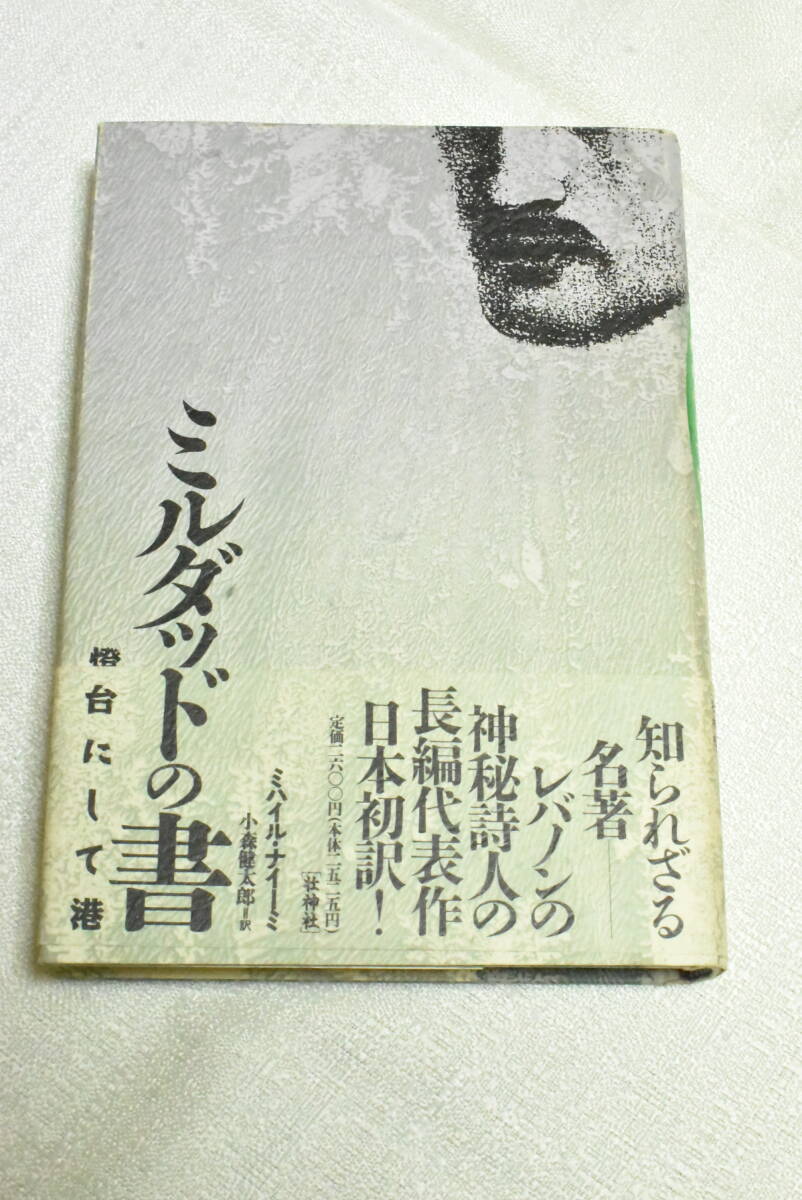 知られざる
名著――
レバノンの
神秘詩人の
長編代表作
日本初訳！
定価二六〇〇円（本体二五二五円）
［壮神社］
ミハイル・ナイーミ
小森健太郎＝訳
ミルダッドの書
燈台にして港